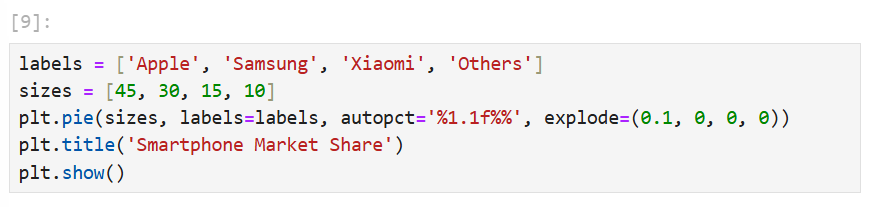 [9]:
labels = ['Apple', 'Samsung', 'Xiaomi', 'Others']
sizes = [45, 30, 15, 10]
plt.pie(sizes, labels=labels, autopct='%1.1f%%', explode=(0.1, 0, 0, 0))
plt.title('Smartphone Market Share')
plt.show()